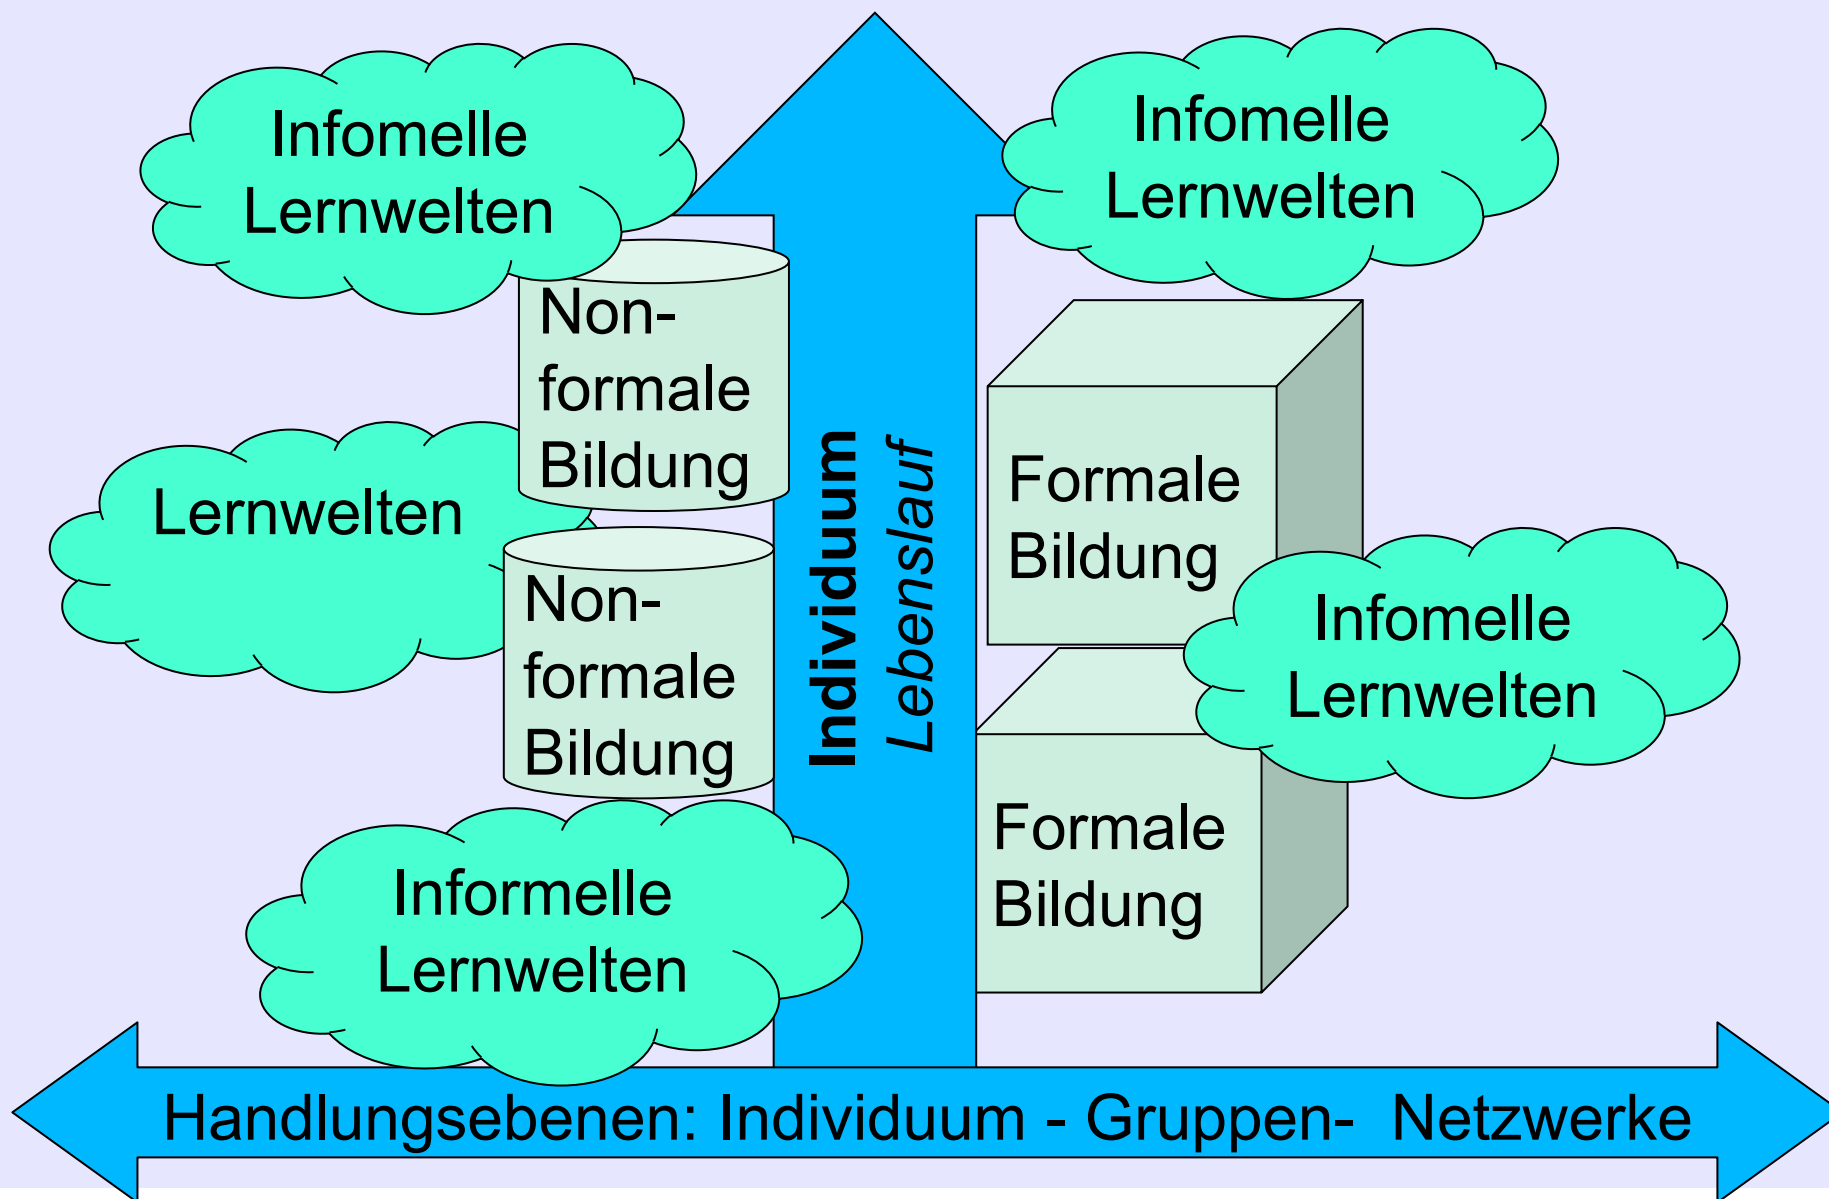 Infomelle
Lernwelten
Infomelle
Lernwelten
Non-
formale
Bildung
Lernwelten
Non-
formale
Bildung
Individuum
Lebenslauf
Formale
Bildung
Infomelle
Lernwelten
Formale
Bildung
Informelle
Lernwelten
Handlungsebenen: Individuum - Gruppen-  Netzwerke